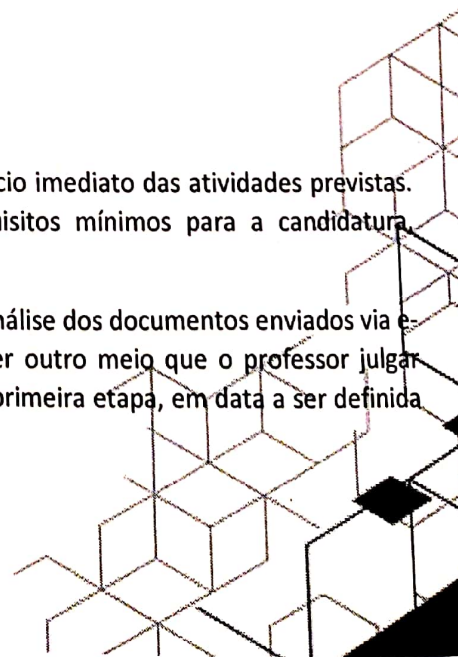 cio imediato das atividades previstas.
isitos mínimos para a candidatura,
nálise dos documentos enviados via e-
er outro meio que o professor julgar
primeira etapa, em data a ser definida